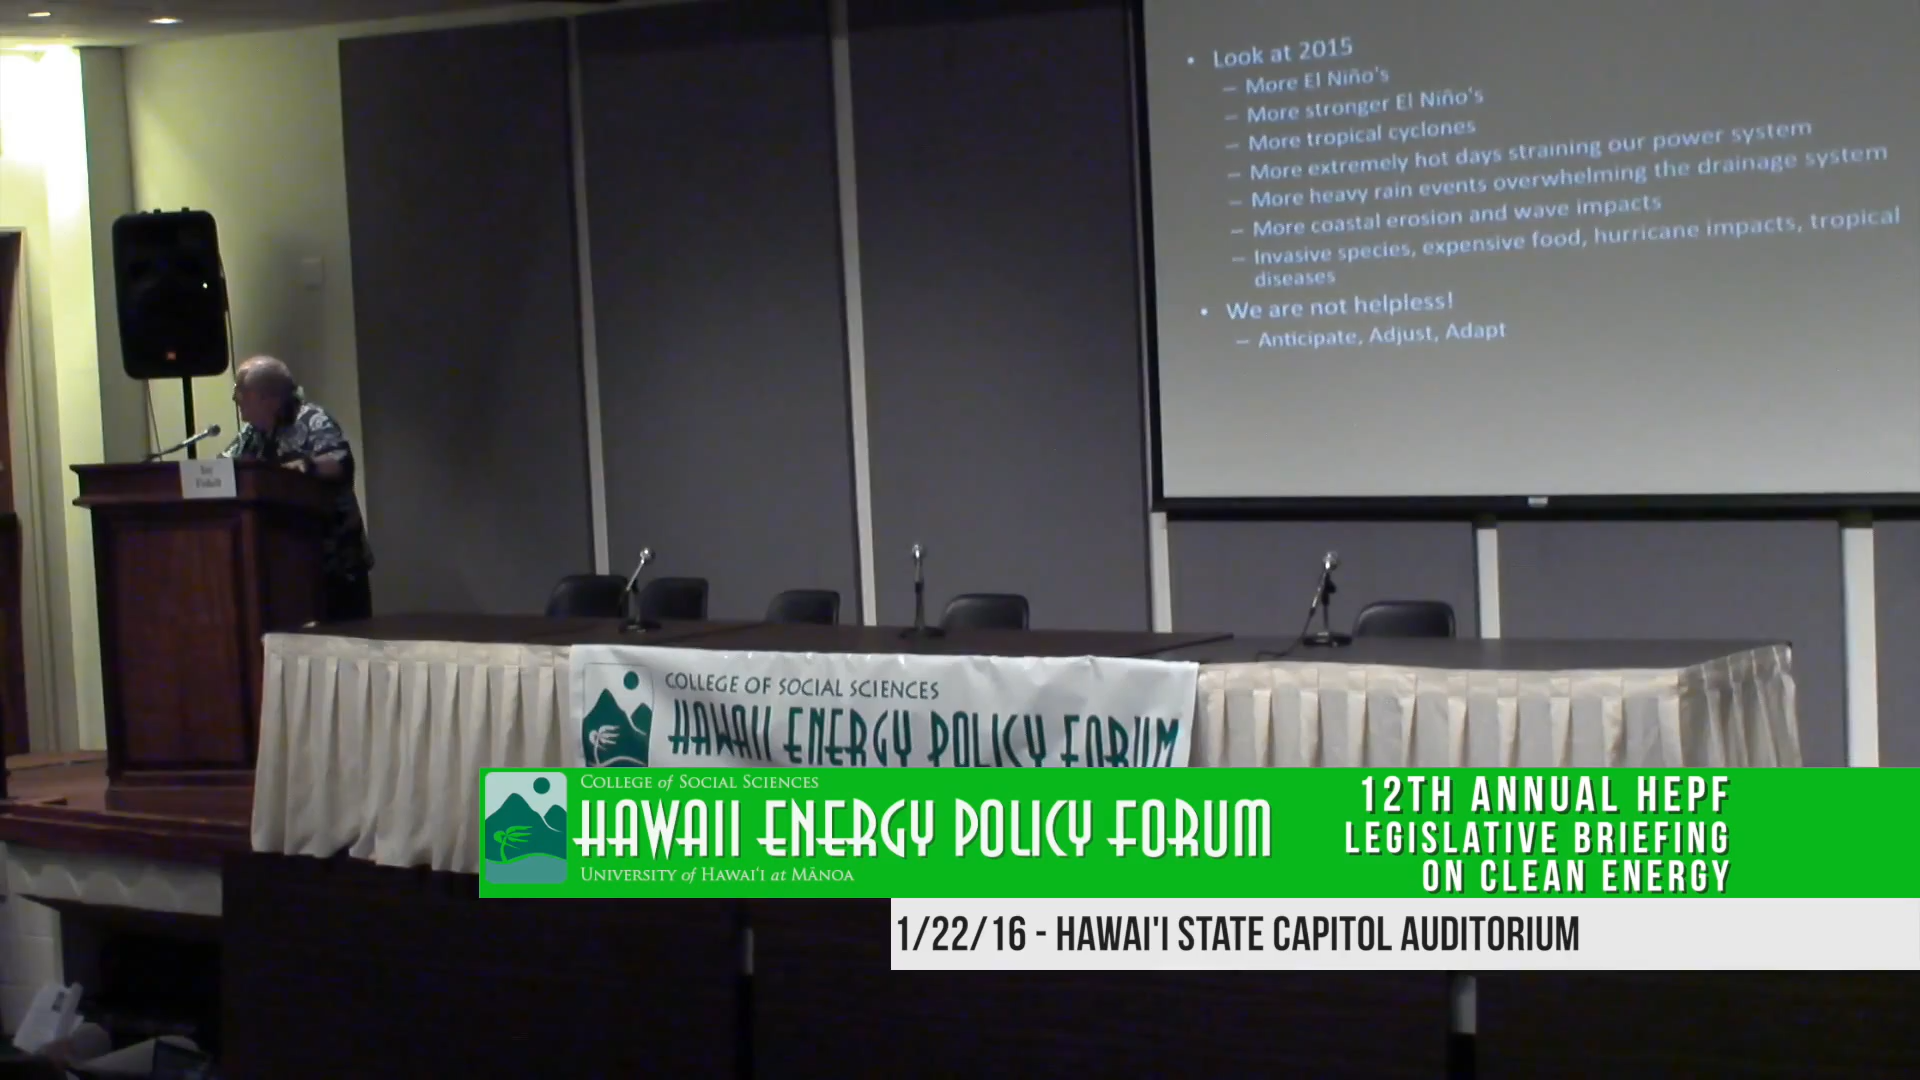 • Look at 2015
– More El Niño's
– More stronger El Niño's
– More tropical cyclones
– More extremely hot days straining our power system
– More heavy rain events overwhelming the drainage system
– More coastal erosion and wave impacts
– Invasive species, expensive food, hurricane impacts, tropical
diseases
• We are not helpless!
– Anticipate, Adjust, Adapt
COLLEGE OF SOCIAL SCIENCES
HAWAII ENERGY POLICY FORUM
College of Social Sciences
HAWAII ENERGY POLICY FORUM
University of Hawai'i at Mānoa
12TH ANNUAL HEPF
LEGISLATIVE BRIEFING
ON CLEAN ENERGY
1/22/16 - HAWAI'I STATE CAPITOL AUDITORIUM